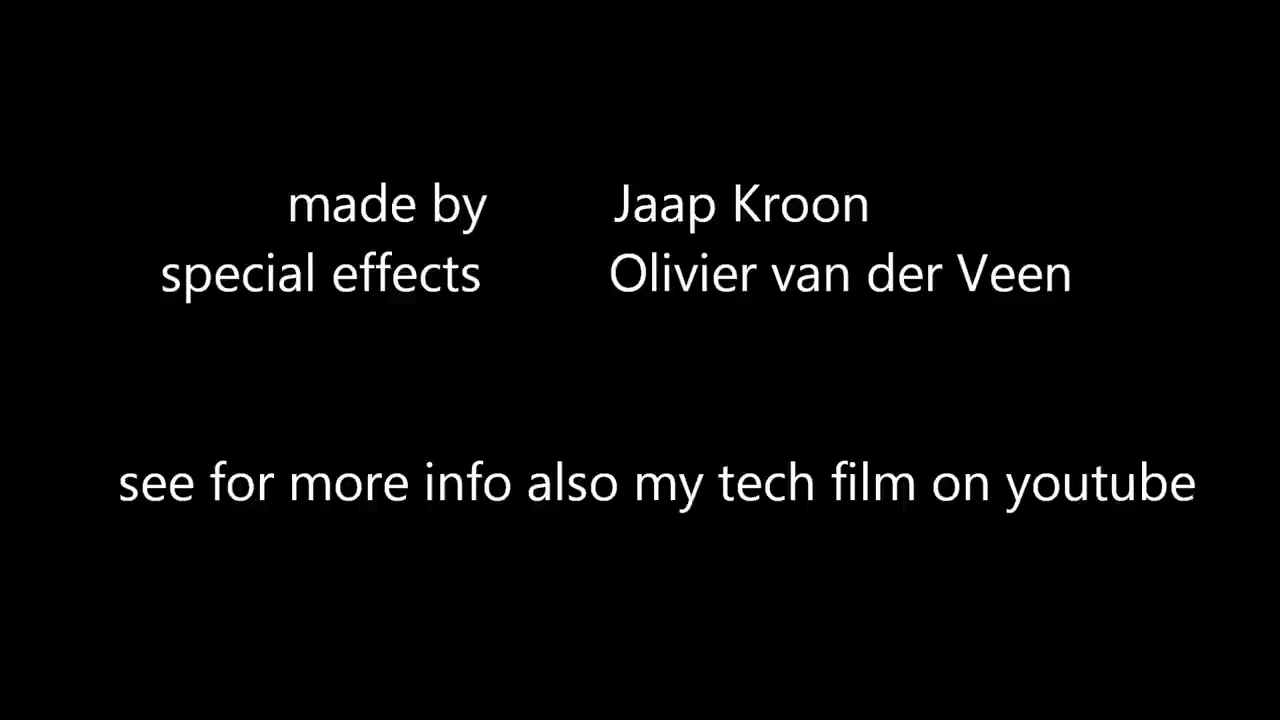 made by Jaap Kroon
special effects Olivier van der Veen
see for more info also my tech film on youtube